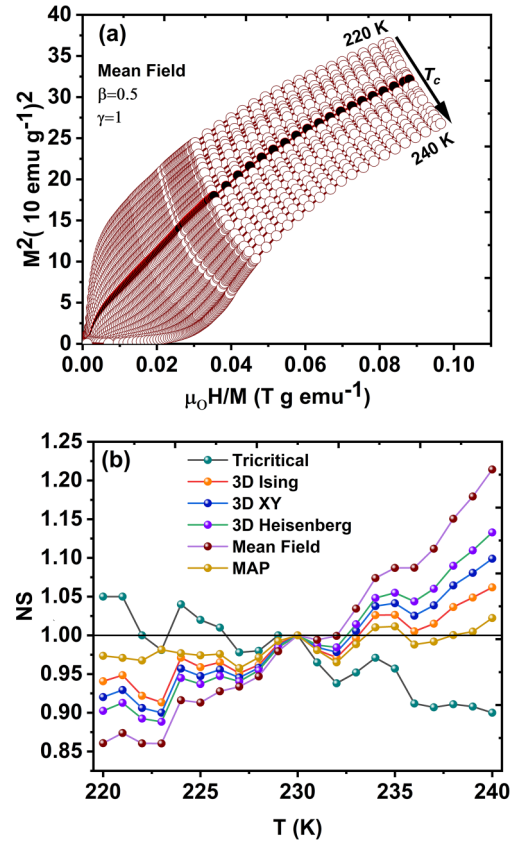 (a)
Mean Field
β=0.5
γ=1
220 K
Tc
240 K
40
35
30
25
20
15
10
5
0
M²( 10 emu g⁻¹)²
0.00 0.02 0.04 0.06 0.08 0.10
μ₀H/M (T g emu⁻¹)
(b)
Tricritical
3D Ising
3D XY
3D Heisenberg
Mean Field
MAP
1.25
1.20
1.15
1.10
1.05
1.00
0.95
0.90
0.85
NS
220 225 230 235 240
T (K)